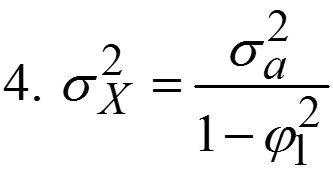 4. σ_X^2 = σ_a^2 / (1 − φ_1^2)